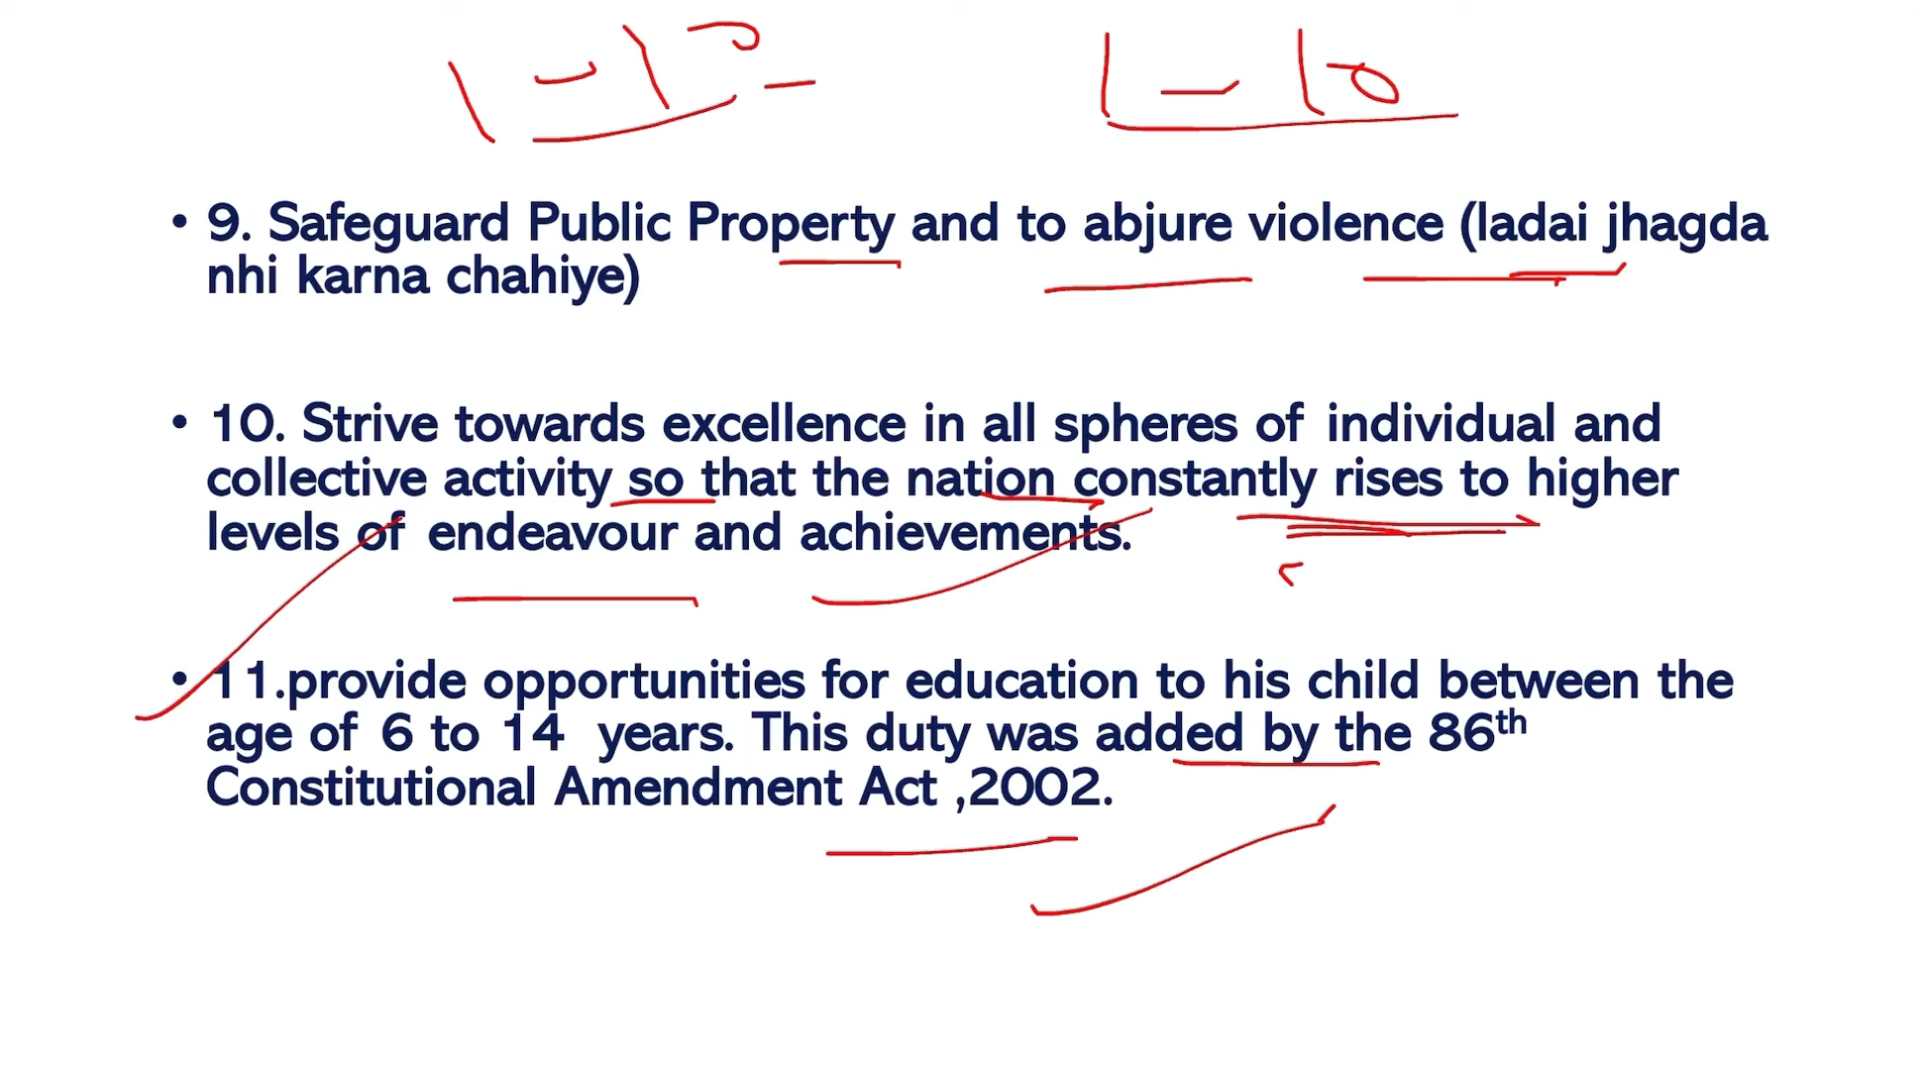 1 - 10
• 9. Safeguard Public Property and to abjure violence (ladai jhagda
nhi karna chahiye)
• 10. Strive towards excellence in all spheres of individual and
collective activity so that the nation constantly rises to higher
levels of endeavour and achievements.
• 11.provide opportunities for education to his child between the
age of 6 to 14 years. This duty was added by the 86th
Constitutional Amendment Act ,2002.